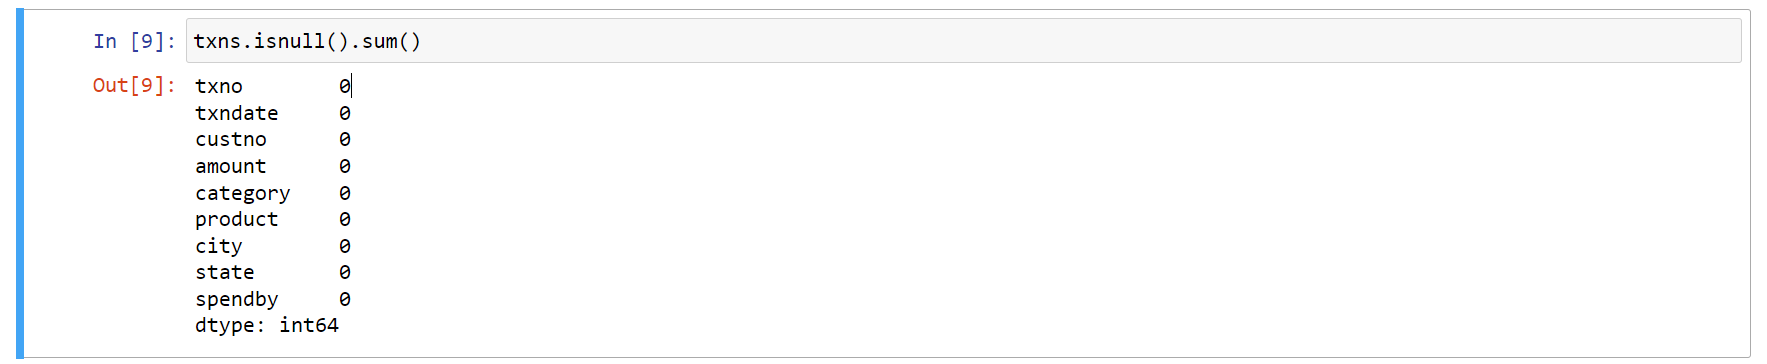 In [9]: txns.isnull().sum()
Out[9]: txno 0
txndate 0
custno 0
amount 0
category 0
product 0
city 0
state 0
spendby 0
dtype: int64